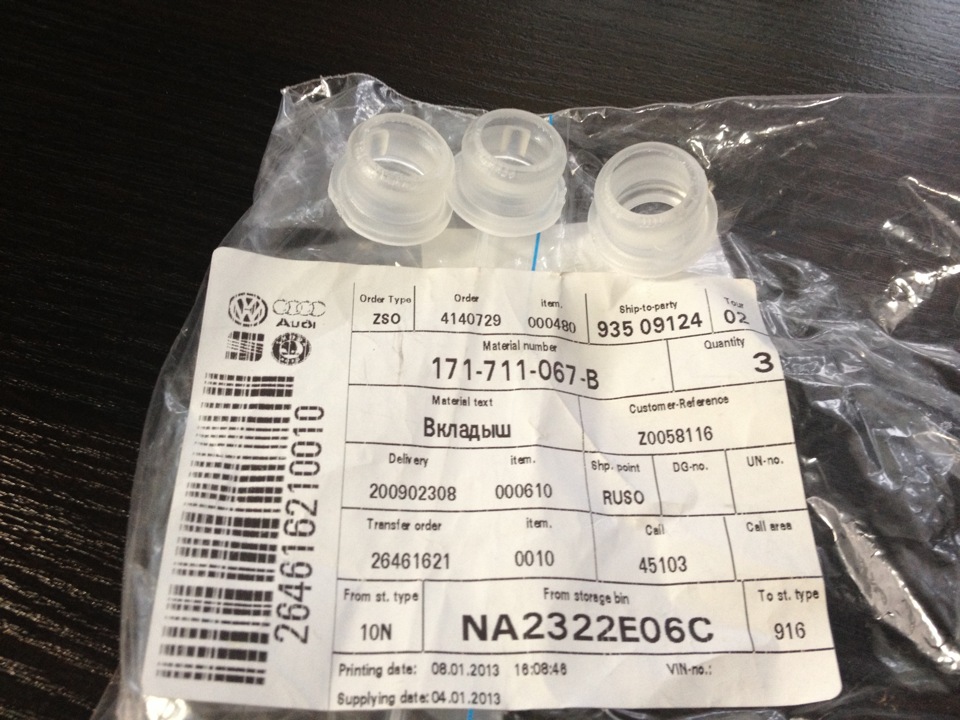 Audi
Order Type Order item. Ship-to-party Tour
ZSO 4140729 000480 935 09124 02
Material number Quantity
171-711-067-B 3
Material text Customer-Reference
Вкладыш Z0058116
Delivery item. Shp. point DG-no. UN-no.
200902308 000610 RUSO
Transfer order item. Call Call area
26461621 0010 45103
From st. type From storage bin To st. type
10N NA2322E06C 916
Printing date: 08.01.2013 16:08:46 VIN-no.:
Supplying date: 04.01.2013
264616210010